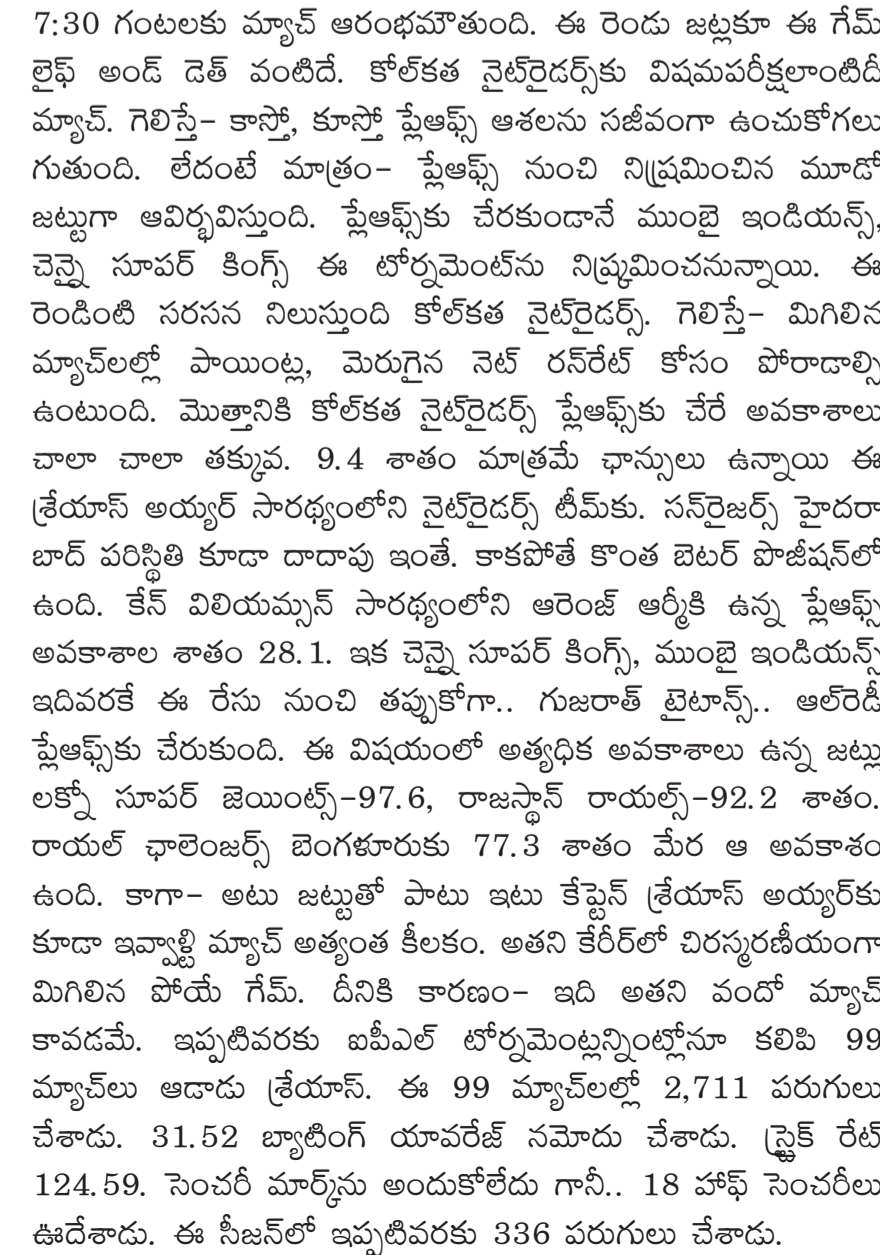 7:30 గంటలకు మ్యాచ్ ఆరంభమౌతుంది. ఈ రెండు జట్లకూ ఈ గేమ్
లైఫ్ అండ్ డెత్ వంటిదే. కోల్‌కత నైట్‌రైడర్స్‌కు విషమపరీక్షలాంటిదీ
మ్యాచ్. గెలిస్తే- కాస్తో, కూస్తో ప్లేఆఫ్స్ ఆశలను సజీవంగా ఉంచుకోగలు
గుతుంది. లేదంటే మాత్రం- ప్లేఆఫ్స్ నుంచి నిష్ర్కమించిన మూడో
జట్టుగా ఆవిర్భవిస్తుంది. ప్లేఆఫ్స్‌కు చేరకుండానే ముంబై ఇండియన్స్,
చెన్నై సూపర్ కింగ్స్ ఈ టోర్నమెంట్‌ను నిష్ర్కమించనున్నాయి. ఈ
రెండింటి సరసన నిలుస్తుంది కోల్‌కత నైట్‌రైడర్స్. గెలిస్తే- మిగిలిన
మ్యాచ్‌లల్లో పాయింట్ల, మెరుగైన నెట్ రన్‌రేట్ కోసం పోరాడాల్సి
ఉంటుంది. మొత్తానికి కోల్‌కత నైట్‌రైడర్స్ ప్లేఆఫ్స్‌కు చేరే అవకాశాలు
చాలా చాలా తక్కువ. 9.4 శాతం మాత్రమే ఛాన్సులు ఉన్నాయి ఈ
శ్రేయాస్ అయ్యర్ సారథ్యంలోని నైట్‌రైడర్స్ టీమ్‌కు. సన్‌రైజర్స్ హైదరా
బాద్ పరిస్థితి కూడా దాదాపు ఇంతే. కాకపోతే కొంత బెటర్ పొజీషన్‌లో
ఉంది. కేన్ విలియమ్సన్ సారథ్యంలోని ఆరెంజ్ ఆర్మీకి ఉన్న ప్లేఆఫ్స్
అవకాశాల శాతం 28.1. ఇక చెన్నై సూపర్ కింగ్స్, ముంబై ఇండియన్స్
ఇదివరకే ఈ రేసు నుంచి తప్పుకోగా.. గుజరాత్ టైటాన్స్.. ఆల్‌రెడీ
ప్లేఆఫ్స్‌కు చేరుకుంది. ఈ విషయంలో అత్యధిక అవకాశాలు ఉన్న జట్లు
లక్నో సూపర్ జెయింట్స్-97.6, రాజస్థాన్ రాయల్స్-92.2 శాతం.
రాయల్ ఛాలెంజర్స్ బెంగళూరుకు 77.3 శాతం మేర ఆ అవకాశం
ఉంది. కాగా- అటు జట్టుతో పాటు ఇటు కేప్టెన్ శ్రేయాస్ అయ్యర్‌కు
కూడా ఇవ్వాళ్టి మ్యాచ్ అత్యంత కీలకం. అతని కేరీర్‌లో చిరస్మరణీయంగా
మిగిలిన పోయే గేమ్. దీనికి కారణం- ఇది అతని వందో మ్యాచ్
కావడమే. ఇప్పటివరకు ఐపీఎల్ టోర్నమెంట్లన్నింట్లోనూ కలిపి 99
మ్యాచ్‌లు ఆడాడు శ్రేయాస్. ఈ 99 మ్యాచ్‌లల్లో 2,711 పరుగులు
చేశాడు. 31.52 బ్యాటింగ్ యావరేజ్ నమోదు చేశాడు. స్ట్రైక్ రేట్
124.59. సెంచరీ మార్క్‌ను అందుకోలేదు గానీ.. 18 హాఫ్ సెంచరీలు
ఊదేశాడు. ఈ సీజన్‌లో ఇప్పటివరకు 336 పరుగులు చేశాడు.